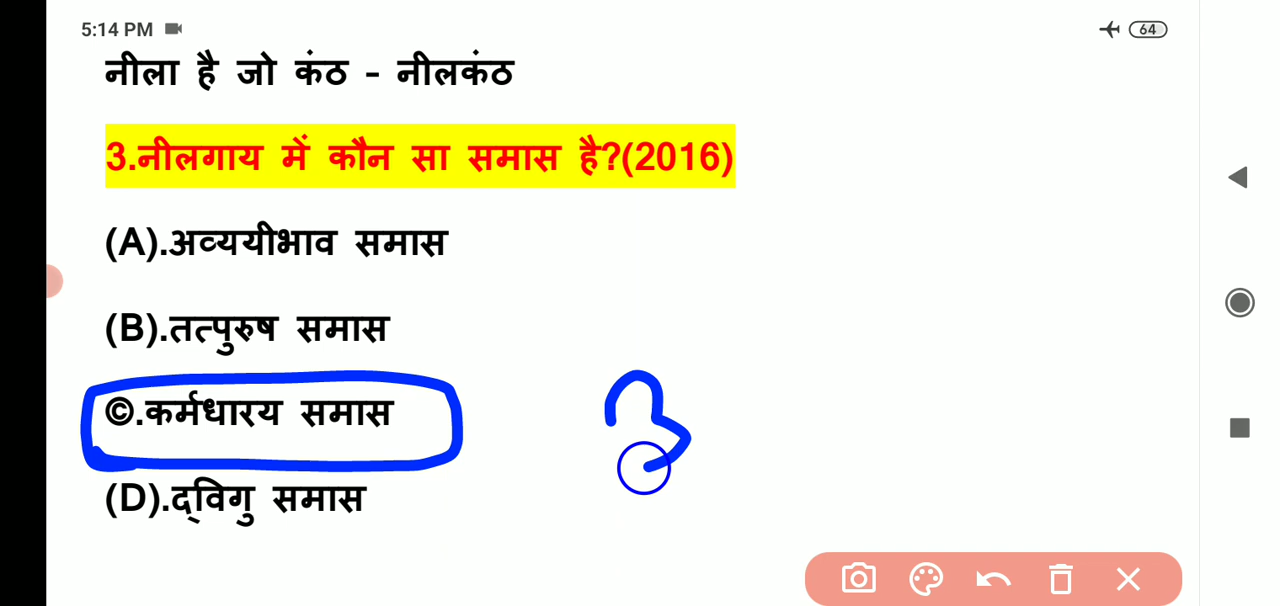 5:14 PM
64
नीला है जो कंठ - नीलकंठ
3.नीलगाय में कौन सा समास है?(2016)
(A).अव्ययीभाव समास
(B).तत्पुरुष समास
©.कर्मधारय समास
3
(D).द्विगु समास